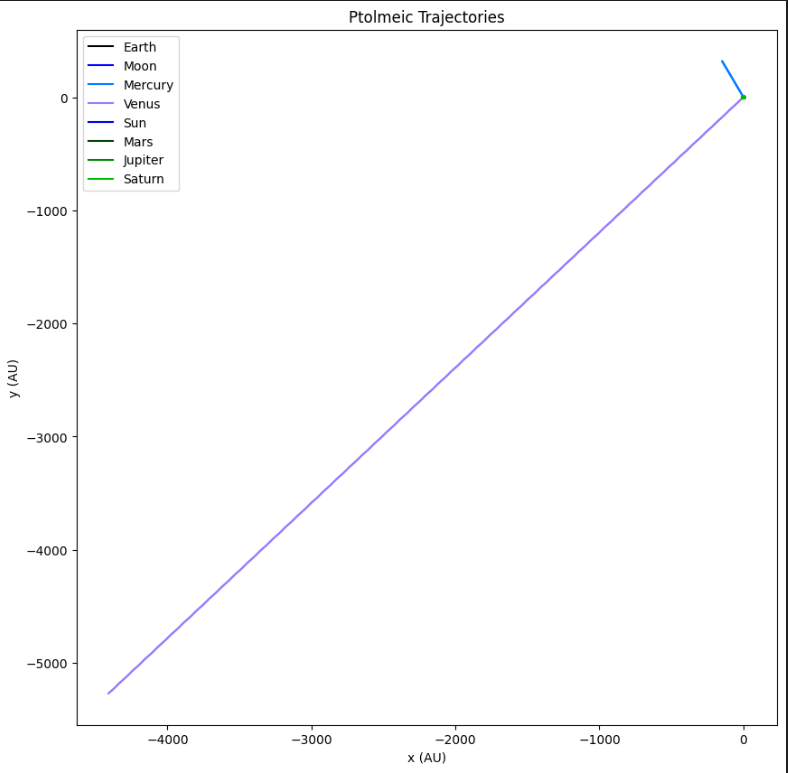 Ptolmeic Trajectories
Earth
Moon
Mercury
Venus
Sun
Mars
Jupiter
Saturn
0
−1000
−2000
−3000
−4000
−5000
y (AU)
−4000 −3000 −2000 −1000 0
x (AU)